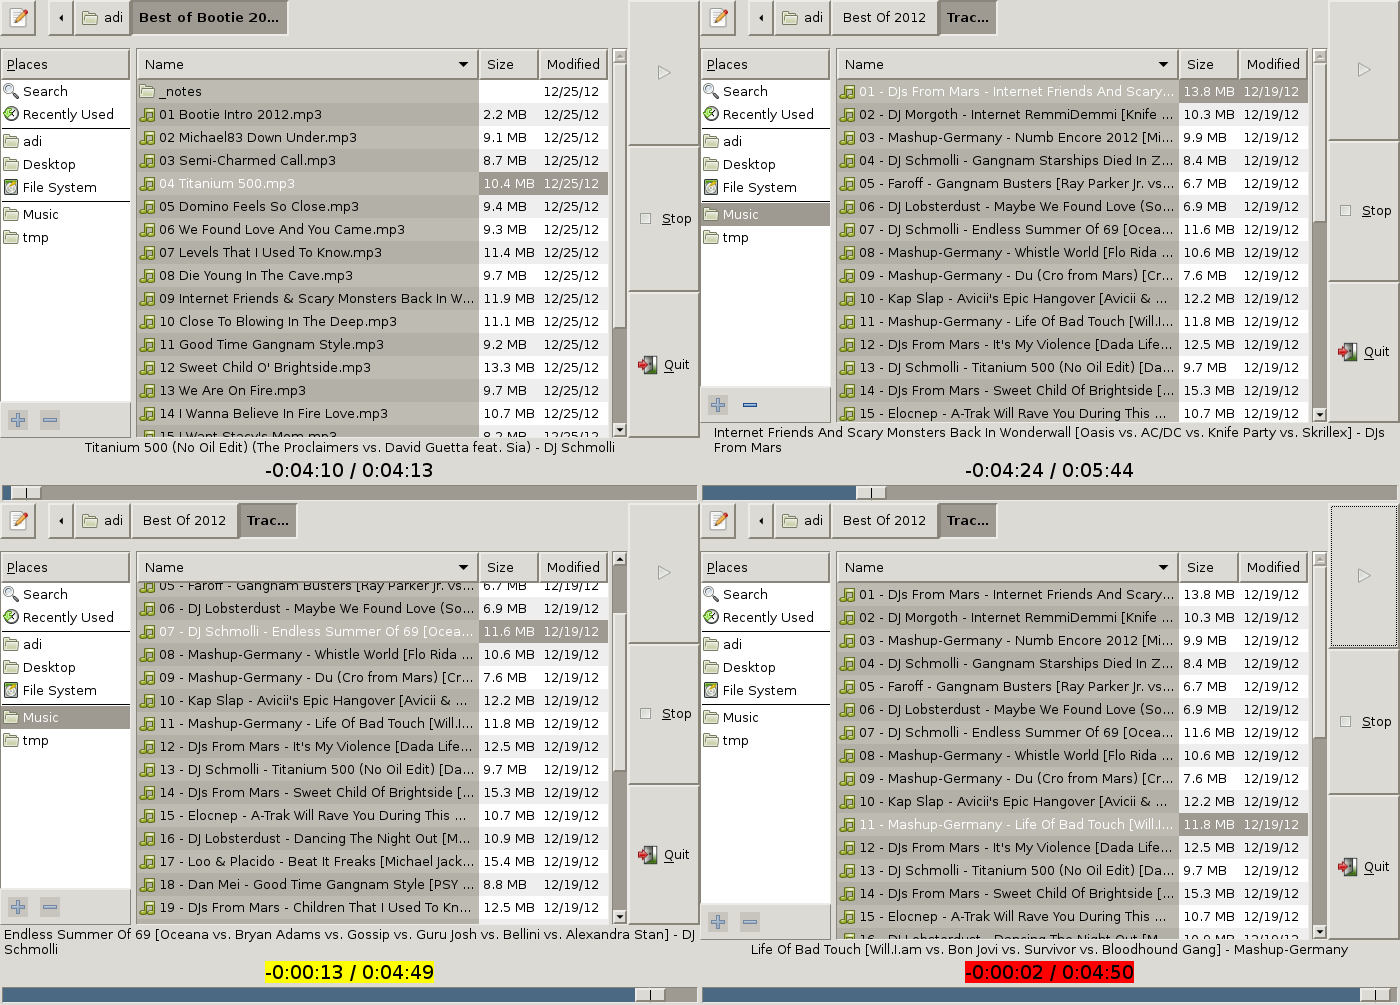 adi
Best of Bootie 20...
Places
Name
Size
Modified
Search
Recently Used
adi
Desktop
File System
Music
tmp
_notes 12/25/12
01 Bootie Intro 2012.mp3 2.2 MB 12/25/12
02 Michael83 Down Under.mp3 9.1 MB 12/25/12
03 Semi-Charmed Call.mp3 8.7 MB 12/25/12
04 Titanium 500.mp3 10.4 MB 12/25/12
05 Domino Feels So Close.mp3 9.4 MB 12/25/12
06 We Found Love And You Came.mp3 9.3 MB 12/25/12
07 Levels That I Used To Know.mp3 11.4 MB 12/25/12
08 Die Young In The Cave.mp3 9.7 MB 12/25/12
09 Internet Friends & Scary Monsters Back In W... 11.9 MB 12/25/12
10 Close To Blowing In The Deep.mp3 11.1 MB 12/25/12
11 Good Time Gangnam Style.mp3 9.2 MB 12/25/12
12 Sweet Child O' Brightside.mp3 13.3 MB 12/25/12
13 We Are On Fire.mp3 9.7 MB 12/25/12
14 I Wanna Believe In Fire Love.mp3 10.7 MB 12/25/12
15 I Want Stacy's Mom.mp3 8.2 MB 12/25/12
Stop
Quit
Titanium 500 (No Oil Edit) (The Proclaimers vs. David Guetta feat. Sia) - DJ Schmolli
-0:04:10 / 0:04:13
adi
Best Of 2012
Trac...
Places
Name
Size
Modified
Search
Recently Used
adi
Desktop
File System
Music
tmp
01 - DJs From Mars - Internet Friends And Scary... 13.8 MB 12/19/12
02 - DJ Morgoth - Internet RemmiDemmi [Knife ... 10.3 MB 12/19/12
03 - Mashup-Germany - Numb Encore 2012 [Mi... 9.9 MB 12/19/12
04 - DJ Schmolli - Gangnam Starships Died In Z... 8.4 MB 12/19/12
05 - Faroff - Gangnam Busters [Ray Parker Jr. vs... 6.7 MB 12/19/12
06 - DJ Lobsterdust - Maybe We Found Love (So... 6.9 MB 12/19/12
07 - DJ Schmolli - Endless Summer Of 69 [Ocea... 11.6 MB 12/19/12
08 - Mashup-Germany - Whistle World [Flo Rida ... 10.6 MB 12/19/12
09 - Mashup-Germany - Du (Cro from Mars) [Cr... 7.6 MB 12/19/12
10 - Kap Slap - Avicii's Epic Hangover [Avicii & ... 12.2 MB 12/19/12
11 - Mashup-Germany - Life Of Bad Touch [Will.I... 11.8 MB 12/19/12
12 - DJs From Mars - It's My Violence [Dada Life... 12.5 MB 12/19/12
13 - DJ Schmolli - Titanium 500 (No Oil Edit) [Da... 9.7 MB 12/19/12
14 - DJs From Mars - Sweet Child Of Brightside [... 15.3 MB 12/19/12
15 - Elocnep - A-Trak Will Rave You During This ... 10.7 MB 12/19/12
Stop
Quit
Internet Friends And Scary Monsters Back In Wonderwall [Oasis vs. AC/DC vs. Knife Party vs. Skrillex] - DJs
From Mars
-0:04:24 / 0:05:44
adi
Best Of 2012
Trac...
Places
Name
Size
Modified
Search
Recently Used
adi
Desktop
File System
Music
tmp
05 - Faroff - Gangnam Busters [Ray Parker Jr. vs... 6.7 MB 12/19/12
06 - DJ Lobsterdust - Maybe We Found Love (So... 6.9 MB 12/19/12
07 - DJ Schmolli - Endless Summer Of 69 [Ocea... 11.6 MB 12/19/12
08 - Mashup-Germany - Whistle World [Flo Rida ... 10.6 MB 12/19/12
09 - Mashup-Germany - Du (Cro from Mars) [Cr... 7.6 MB 12/19/12
10 - Kap Slap - Avicii's Epic Hangover [Avicii & ... 12.2 MB 12/19/12
11 - Mashup-Germany - Life Of Bad Touch [Will.I... 11.8 MB 12/19/12
12 - DJs From Mars - It's My Violence [Dada Life... 12.5 MB 12/19/12
13 - DJ Schmolli - Titanium 500 (No Oil Edit) [Da... 9.7 MB 12/19/12
14 - DJs From Mars - Sweet Child Of Brightside [... 15.3 MB 12/19/12
15 - Elocnep - A-Trak Will Rave You During This ... 10.7 MB 12/19/12
16 - DJ Lobsterdust - Dancing The Night Out [M... 10.9 MB 12/19/12
17 - Loo & Placido - Beat It Freaks [Michael Jack... 15.4 MB 12/19/12
18 - Dan Mei - Good Time Gangnam Style [PSY ... 8.8 MB 12/19/12
19 - DJs From Mars - Children That I Used To Kn... 12.5 MB 12/19/12
Stop
Quit
Endless Summer Of 69 [Oceana vs. Bryan Adams vs. Gossip vs. Guru Josh vs. Bellini vs. Alexandra Stan] - DJ
Schmolli
-0:00:13 / 0:04:49
adi
Best Of 2012
Trac...
Places
Name
Size
Modified
Search
Recently Used
adi
Desktop
File System
Music
tmp
01 - DJs From Mars - Internet Friends And Scary... 13.8 MB 12/19/12
02 - DJ Morgoth - Internet RemmiDemmi [Knife ... 10.3 MB 12/19/12
03 - Mashup-Germany - Numb Encore 2012 [Mi... 9.9 MB 12/19/12
04 - DJ Schmolli - Gangnam Starships Died In Z... 8.4 MB 12/19/12
05 - Faroff - Gangnam Busters [Ray Parker Jr. vs... 6.7 MB 12/19/12
06 - DJ Lobsterdust - Maybe We Found Love (So... 6.9 MB 12/19/12
07 - DJ Schmolli - Endless Summer Of 69 [Ocea... 11.6 MB 12/19/12
08 - Mashup-Germany - Whistle World [Flo Rida ... 10.6 MB 12/19/12
09 - Mashup-Germany - Du (Cro from Mars) [Cr... 7.6 MB 12/19/12
10 - Kap Slap - Avicii's Epic Hangover [Avicii & ... 12.2 MB 12/19/12
11 - Mashup-Germany - Life Of Bad Touch [Will.I... 11.8 MB 12/19/12
12 - DJs From Mars - It's My Violence [Dada Life... 12.5 MB 12/19/12
13 - DJ Schmolli - Titanium 500 (No Oil Edit) [Da... 9.7 MB 12/19/12
14 - DJs From Mars - Sweet Child Of Brightside [... 15.3 MB 12/19/12
15 - Elocnep - A-Trak Will Rave You During This ... 10.7 MB 12/19/12
16 - DJ Lobsterdust - Dancing The Night Out [M... 10.9 MB 12/19/12
Stop
Quit
Life Of Bad Touch [Will.I.am vs. Bon Jovi vs. Survivor vs. Bloodhound Gang] - Mashup-Germany
-0:00:02 / 0:04:50